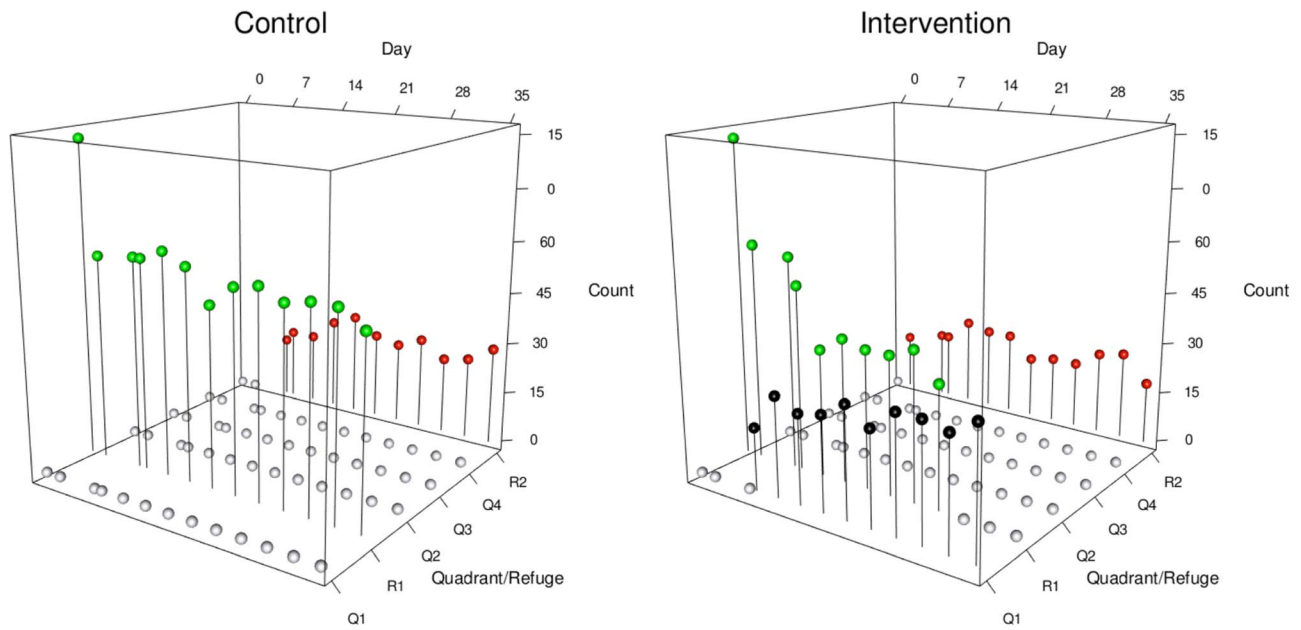 Control
Day
0 7 14 21 28 35
15
0
60
45
Count
30
15
0
R2
Q4
Q3
Q2
R1
Quadrant/Refuge
Q1
Intervention
Day
0 7 14 21 28 35
15
0
60
45
Count
30
15
0
R2
Q4
Q3
Q2
R1
Quadrant/Refuge
Q1